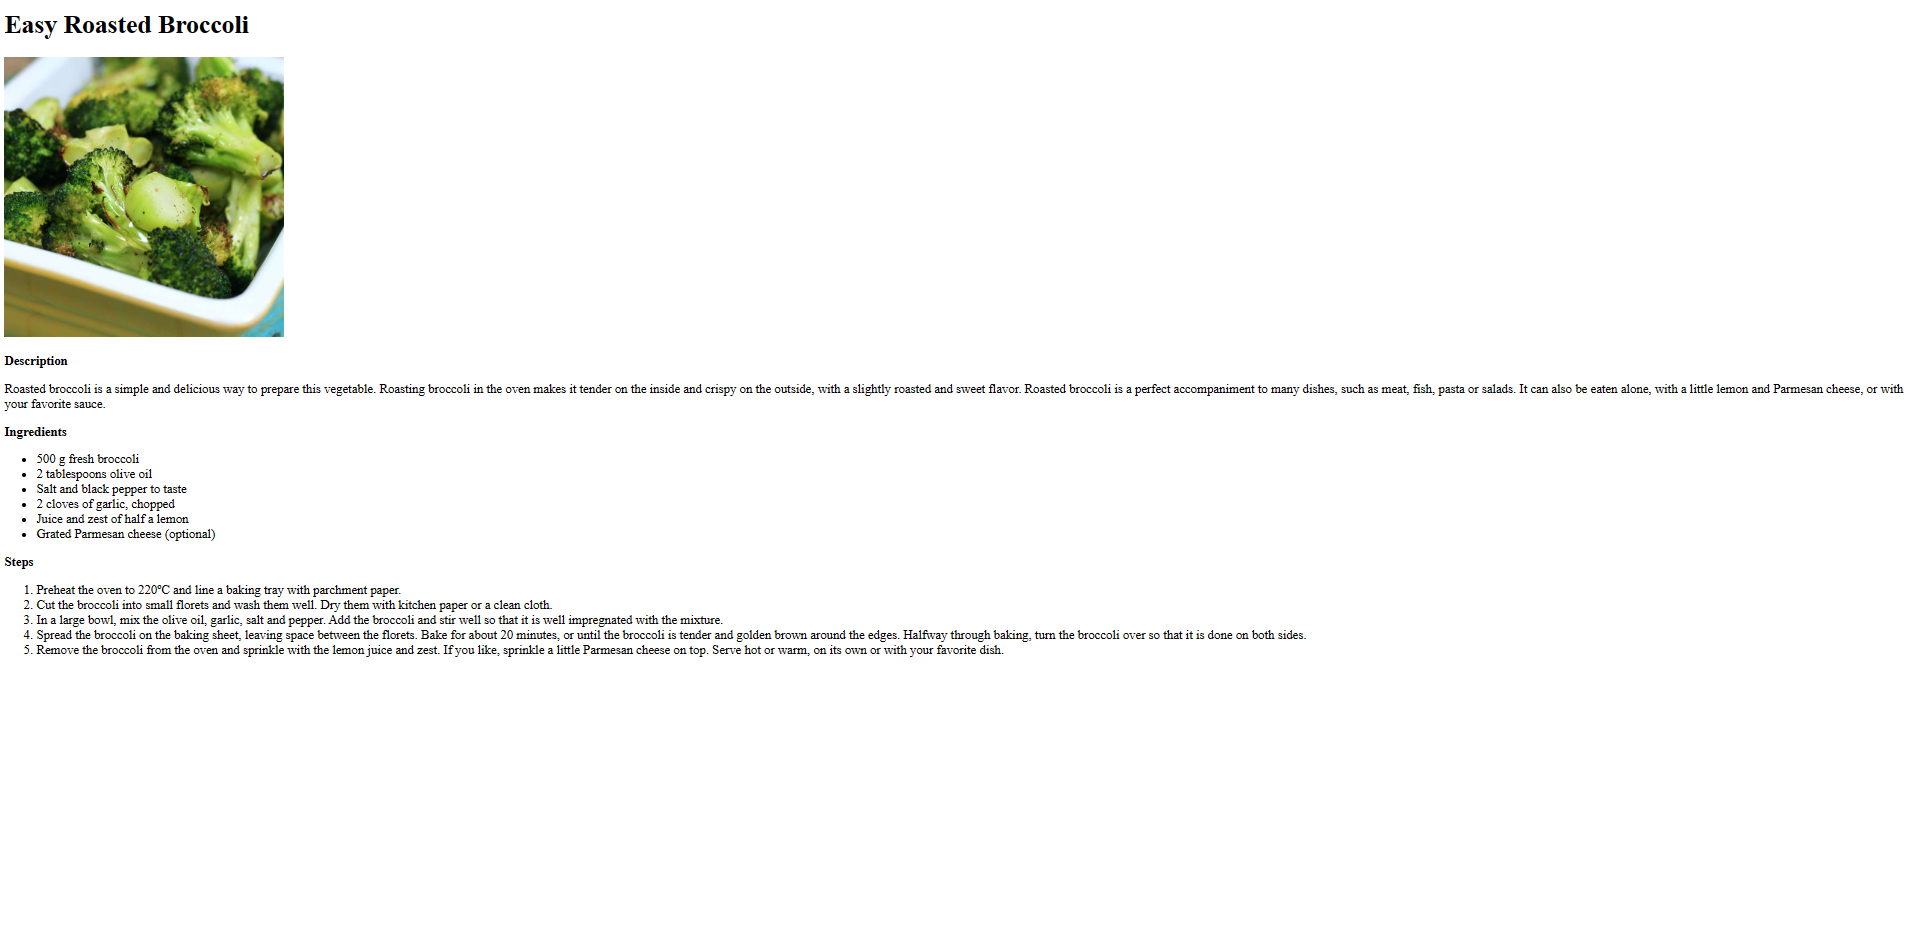 Easy Roasted Broccoli
Description
Roasted broccoli is a simple and delicious way to prepare this vegetable. Roasting broccoli in the oven makes it tender on the inside and crispy on the outside, with a slightly roasted and sweet flavor. Roasted broccoli is a perfect accompaniment to many dishes, such as meat, fish, pasta or salads. It can also be eaten alone, with a little lemon and Parmesan cheese, or with
your favorite sauce.
Ingredients
• 500 g fresh broccoli
• 2 tablespoons olive oil
• Salt and black pepper to taste
• 2 cloves of garlic, chopped
• Juice and zest of half a lemon
• Grated Parmesan cheese (optional)
Steps
1. Preheat the oven to 220°C and line a baking tray with parchment paper.
2. Cut the broccoli into small florets and wash them well. Dry them with kitchen paper or a clean cloth.
3. In a large bowl, mix the olive oil, garlic, salt and pepper. Add the broccoli and stir well so that it is well impregnated with the mixture.
4. Spread the broccoli on the baking sheet, leaving space between the florets. Bake for about 20 minutes, or until the broccoli is tender and golden brown around the edges. Halfway through baking, turn the broccoli over so that it is done on both sides.
5. Remove the broccoli from the oven and sprinkle with the lemon juice and zest. If you like, sprinkle a little Parmesan cheese on top. Serve hot or warm, on its own or with your favorite dish.